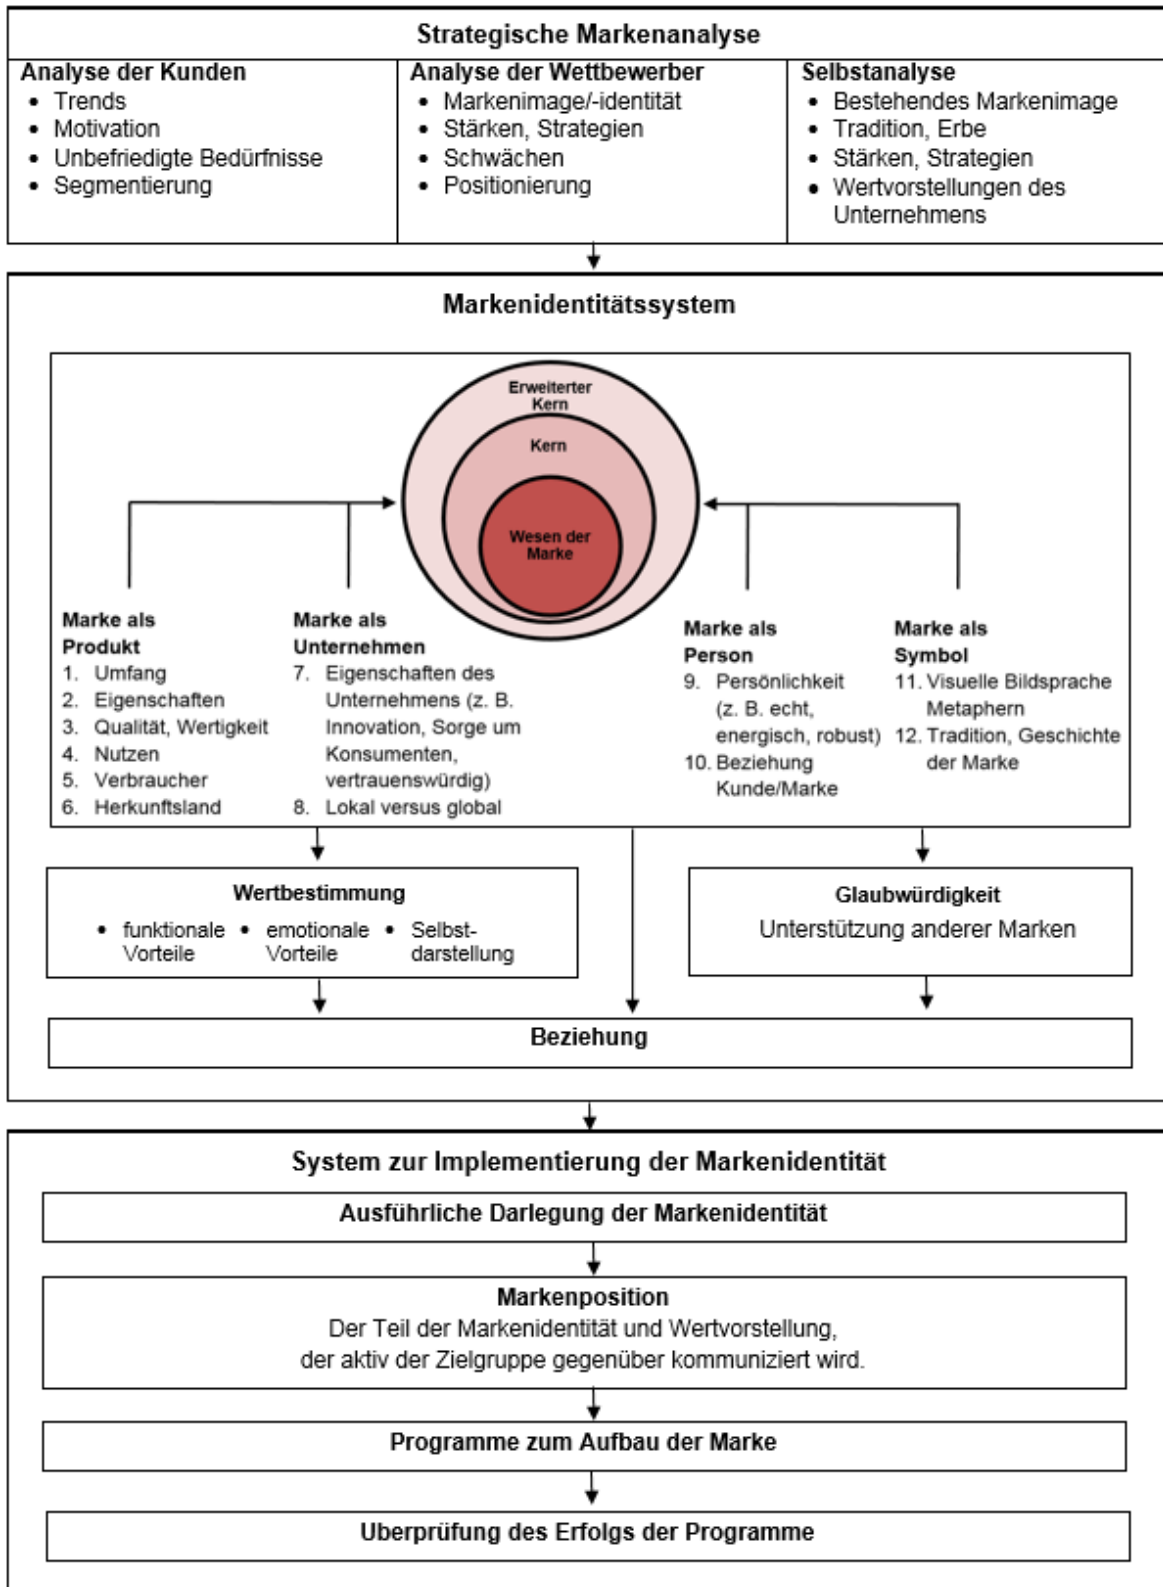 Strategische Markenanalyse
Analyse der Kunden
• Trends
• Motivation
• Unbefriedigte Bedürfnisse
• Segmentierung
Analyse der Wettbewerber
• Markenimage/-identität
• Stärken, Strategien
• Schwächen
• Positionierung
Selbstanalyse
• Bestehendes Markenimage
• Tradition, Erbe
• Stärken, Strategien
• Wertvorstellungen des
Unternehmens
Markenidentitätssystem
Erweiterter
Kern
Kern
Wesen der
Marke
Marke als
Produkt
1. Umfang
2. Eigenschaften
3. Qualität, Wertigkeit
4. Nutzen
5. Verbraucher
6. Herkunftsland
Marke als
Unternehmen
7. Eigenschaften des
Unternehmens (z. B.
Innovation, Sorge um
Konsumenten,
vertrauenswürdig)
8. Lokal versus global
Marke als
Person
9. Persönlichkeit
(z. B. echt,
energisch, robust)
10. Beziehung
Kunde/Marke
Marke als
Symbol
11. Visuelle Bildsprache
Metaphern
12. Tradition, Geschichte
der Marke
Wertbestimmung
• funktionale
Vorteile
• emotionale
Vorteile
• Selbst-
darstellung
Glaubwürdigkeit
Unterstützung anderer Marken
Beziehung
System zur Implementierung der Markenidentität
Ausführliche Darlegung der Markenidentität
Markenposition
Der Teil der Markenidentität und Wertvorstellung,
der aktiv der Zielgruppe gegenüber kommuniziert wird.
Programme zum Aufbau der Marke
Uberprüfung des Erfolgs der Programme